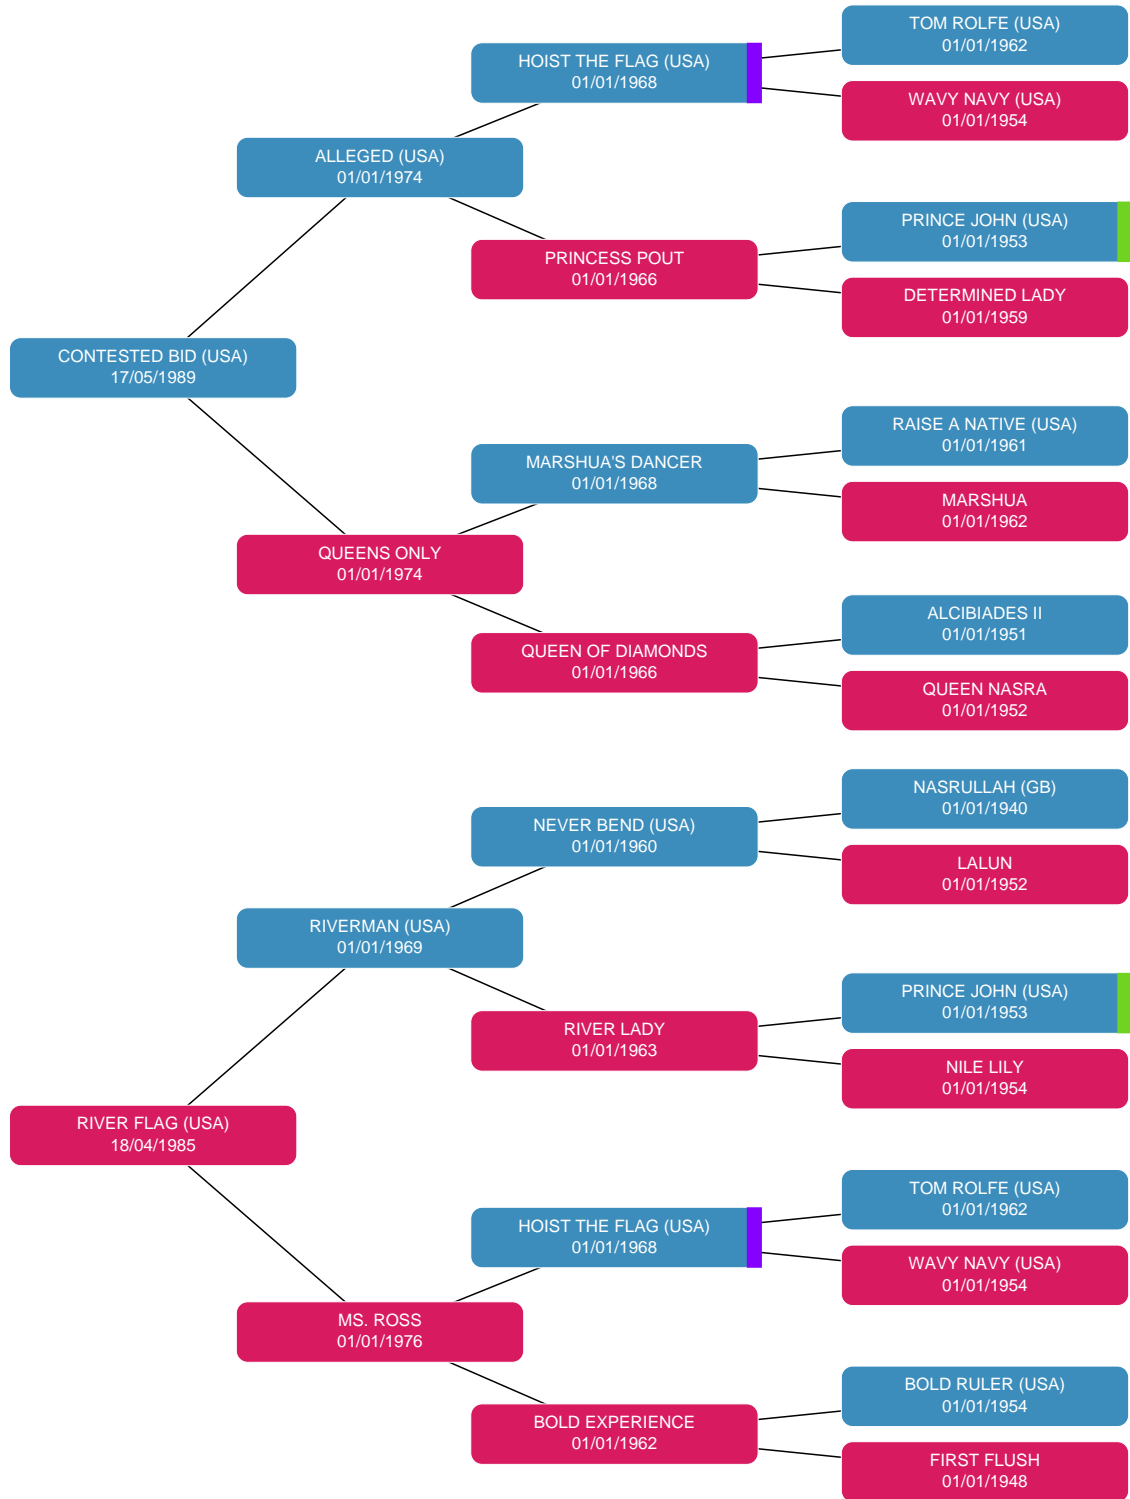 TOM ROLFE (USA)
01/01/1962
HOIST THE FLAG (USA)
01/01/1968
WAVY NAVY (USA)
01/01/1954
ALLEGED (USA)
01/01/1974
PRINCE JOHN (USA)
01/01/1953
PRINCESS POUT
01/01/1966
DETERMINED LADY
01/01/1959
CONTESTED BID (USA)
17/05/1989
RAISE A NATIVE (USA)
01/01/1961
MARSHUA'S DANCER
01/01/1968
MARSHUA
01/01/1962
QUEENS ONLY
01/01/1974
ALCIBIADES II
01/01/1951
QUEEN OF DIAMONDS
01/01/1966
QUEEN NASRA
01/01/1952
NASRULLAH (GB)
01/01/1940
NEVER BEND (USA)
01/01/1960
LALUN
01/01/1952
RIVERMAN (USA)
01/01/1969
PRINCE JOHN (USA)
01/01/1953
RIVER LADY
01/01/1963
NILE LILY
01/01/1954
RIVER FLAG (USA)
18/04/1985
TOM ROLFE (USA)
01/01/1962
HOIST THE FLAG (USA)
01/01/1968
WAVY NAVY (USA)
01/01/1954
MS. ROSS
01/01/1976
BOLD RULER (USA)
01/01/1954
BOLD EXPERIENCE
01/01/1962
FIRST FLUSH
01/01/1948